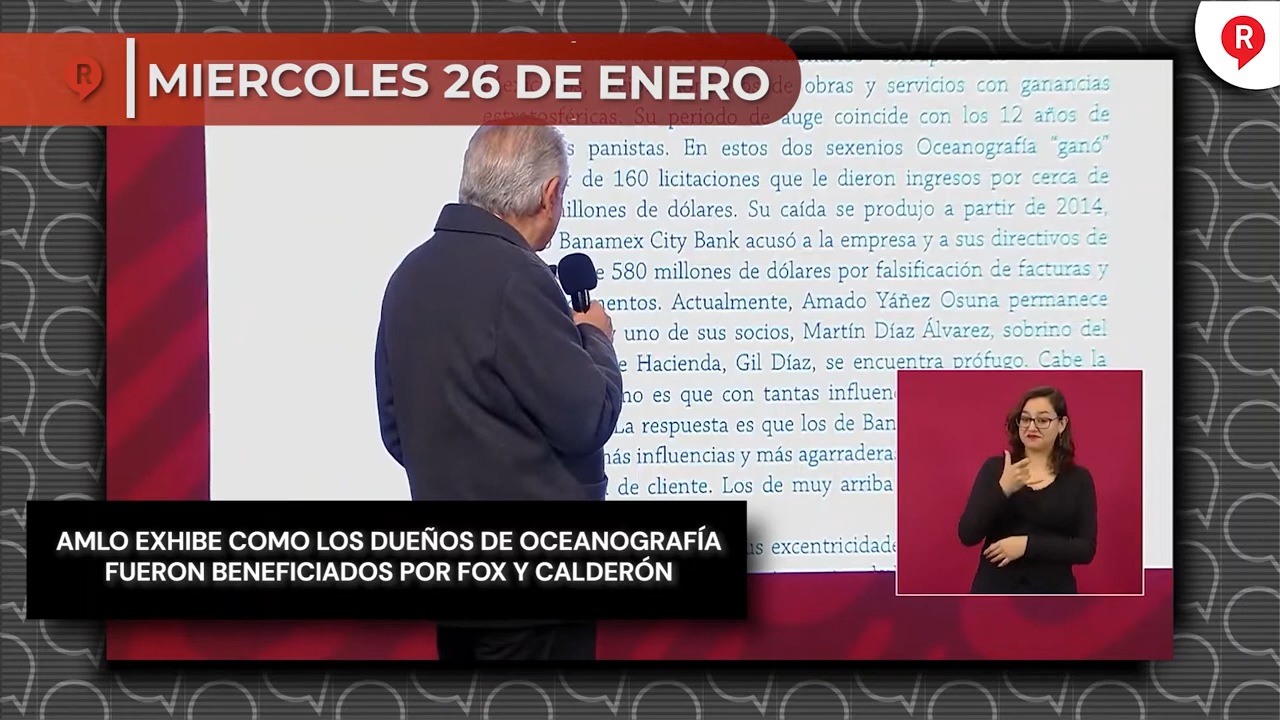 R
R
MIERCOLES 26 DE ENERO
obras y servicios con ganancias
estratosféricas. Su periodo de auge coincide con los 12 años de
panistas. En estos dos sexenios Oceanografía “ganó”
de 160 licitaciones que le dieron ingresos por cerca de
millones de dólares. Su caída se produjo a partir de 2014,
Banamex City Bank acusó a la empresa y a sus directivos de
580 millones de dólares por falsificación de facturas y
Actualmente, Amado Yáñez Osuna permanece
y uno de sus socios, Martín Díaz Álvarez, sobrino del
Hacienda, Gil Díaz, se encuentra prófugo. Cabe la
es que con tantas
La respuesta es que los de
más influencias y más
de cliente. Los de muy arriba
AMLO EXHIBE COMO LOS DUEÑOS DE OCEANOGRAFÍA
FUERON BENEFICIADOS POR FOX Y CALDERÓN